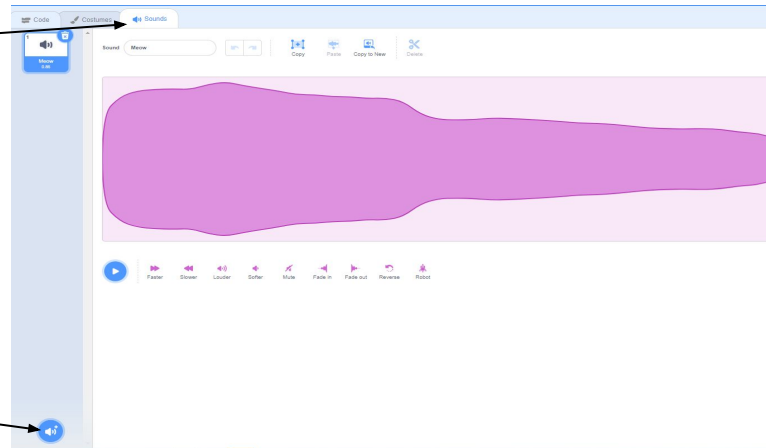 Code Costumes Sounds
1
Meow
Sound Meow Copy Paste Copy to New Delete
Faster Slower Louder Softer Mute Fade in Fade out Reverse Robot